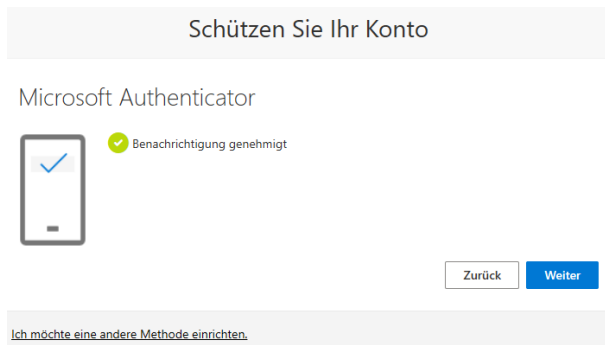 Schützen Sie Ihr Konto
Microsoft Authenticator
Benachrichtigung genehmigt
Zurück
Weiter
Ich möchte eine andere Methode einrichten.